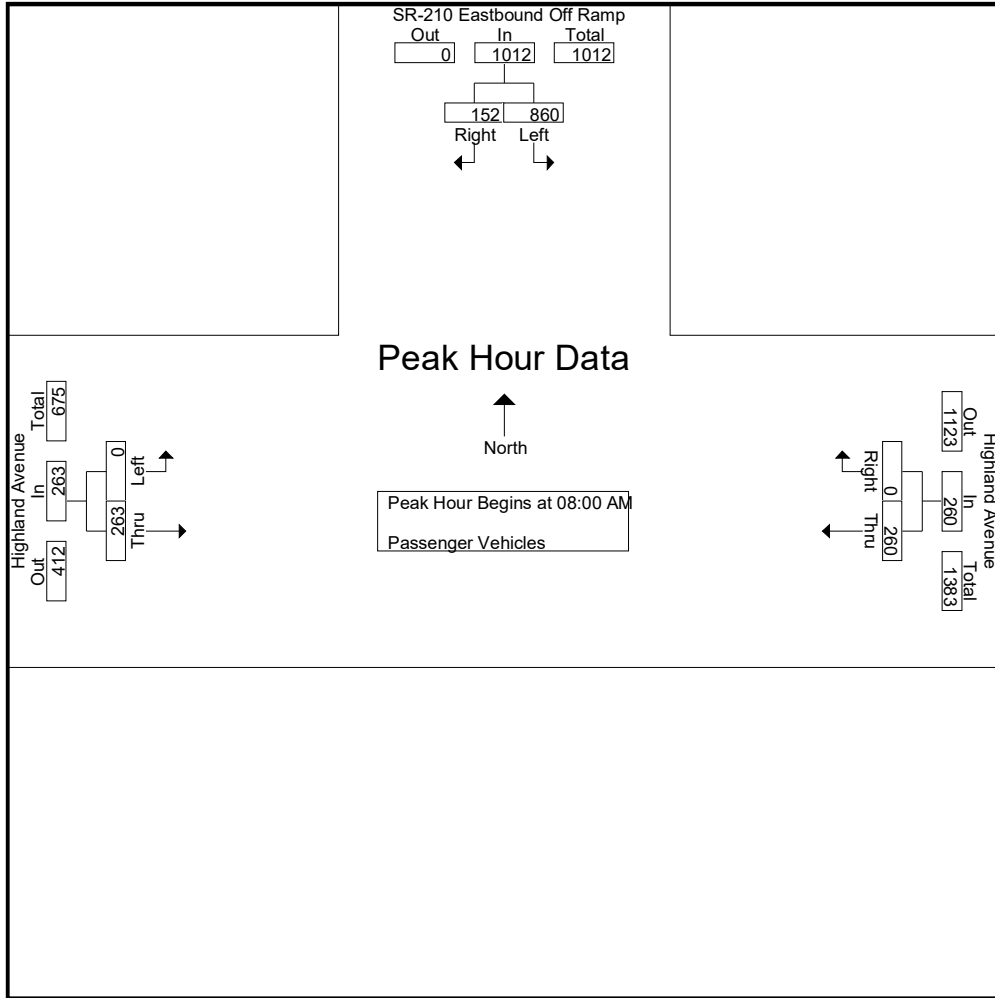 SR-210 Eastbound Off Ramp
Out In Total
0 1012 1012
152 860
Right Left
Peak Hour Data
North
Peak Hour Begins at 08:00 AM
Passenger Vehicles
Highland Avenue
Total In Out
675 263 412
0 263
Left Thru
Highland Avenue
Out In Total
1123 260 1383
Right Thru
0 260